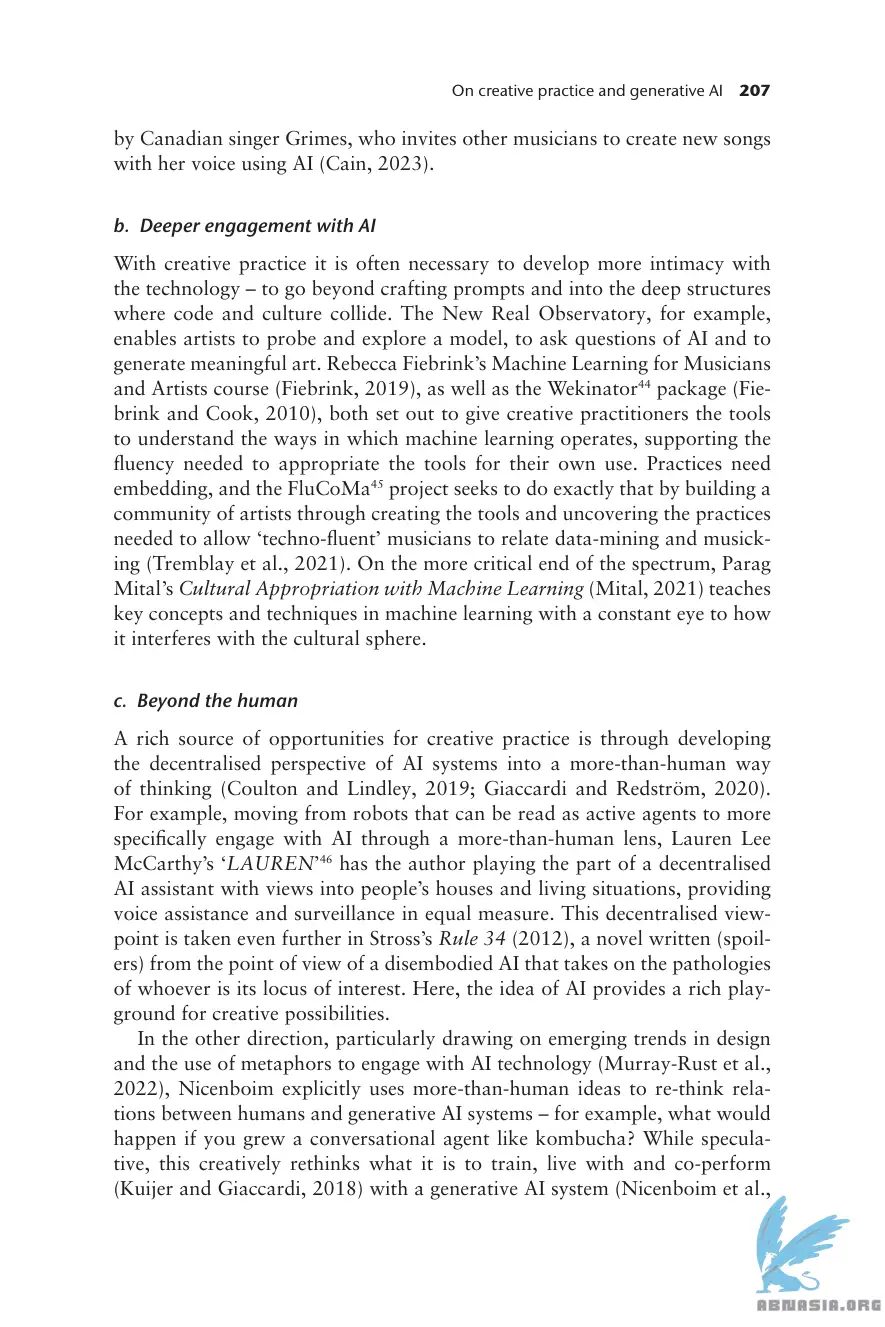 On creative practice and generative AI 207
by Canadian singer Grimes, who invites other musicians to create new songs
with her voice using AI (Cain, 2023).
b. Deeper engagement with AI
With creative practice it is often necessary to develop more intimacy with
the technology – to go beyond crafting prompts and into the deep structures
where code and culture collide. The New Real Observatory, for example,
enables artists to probe and explore a model, to ask questions of AI and to
generate meaningful art. Rebecca Fiebrink’s Machine Learning for Musicians
and Artists course (Fiebrink, 2019), as well as the Wekinator⁴⁴ package (Fie-
brink and Cook, 2010), both set out to give creative practitioners the tools
to understand the ways in which machine learning operates, supporting the
fluency needed to appropriate the tools for their own use. Practices need
embedding, and the FluCoMa⁴⁵ project seeks to do exactly that by building a
community of artists through creating the tools and uncovering the practices
needed to allow ‘techno-fluent’ musicians to relate data-mining and musick-
ing (Tremblay et al., 2021). On the more critical end of the spectrum, Parag
Mital’s Cultural Appropriation with Machine Learning (Mital, 2021) teaches
key concepts and techniques in machine learning with a constant eye to how
it interferes with the cultural sphere.
c. Beyond the human
A rich source of opportunities for creative practice is through developing
the decentralised perspective of AI systems into a more-than-human way
of thinking (Coulton and Lindley, 2019; Giaccardi and Redström, 2020).
For example, moving from robots that can be read as active agents to more
specifically engage with AI through a more-than-human lens, Lauren Lee
McCarthy’s ‘LAUREN’⁴⁶ has the author playing the part of a decentralised
AI assistant with views into people’s houses and living situations, providing
voice assistance and surveillance in equal measure. This decentralised view-
point is taken even further in Stross’s Rule 34 (2012), a novel written (spoil-
ers) from the point of view of a disembodied AI that takes on the pathologies
of whoever is its locus of interest. Here, the idea of AI provides a rich play-
ground for creative possibilities.
In the other direction, particularly drawing on emerging trends in design
and the use of metaphors to engage with AI technology (Murray-Rust et al.,
2022), Nicenboim explicitly uses more-than-human ideas to re-think rela-
tions between humans and generative AI systems – for example, what would
happen if you grew a conversational agent like kombucha? While specula-
tive, this creatively rethinks what it is to train, live with and co-perform
(Kuijer and Giaccardi, 2018) with a generative AI system (Nicenboim et al.,
ABNASIA.ORG